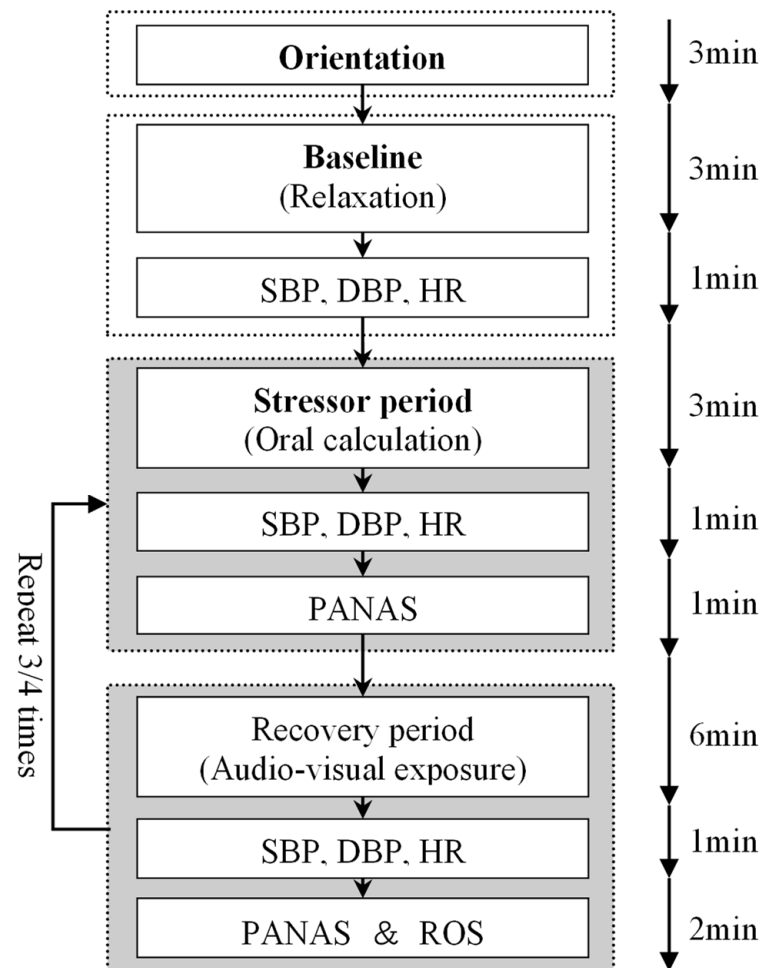 Orientation
3min
Baseline
(Relaxation)
3min
SBP, DBP, HR
1min
Stressor period
(Oral calculation)
3min
SBP, DBP, HR
1min
PANAS
1min
Repeat 3/4 times
Recovery period
(Audio-visual exposure)
6min
SBP, DBP, HR
1min
PANAS & ROS
2min